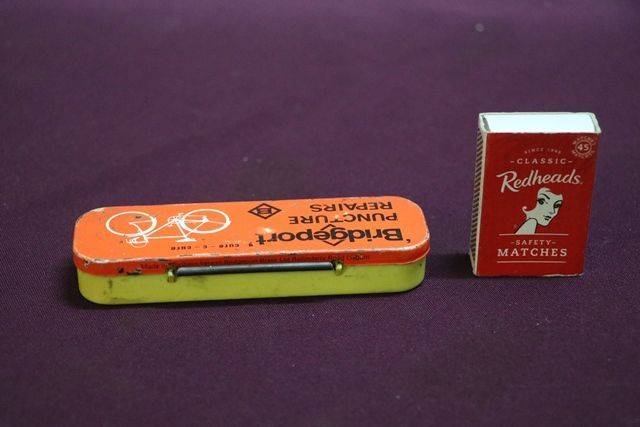 Bridgeport
PUNCTURE
REPAIRS
B
SINCE 1946
-CLASSIC-
Redheads
-SAFETY-
MATCHES
45